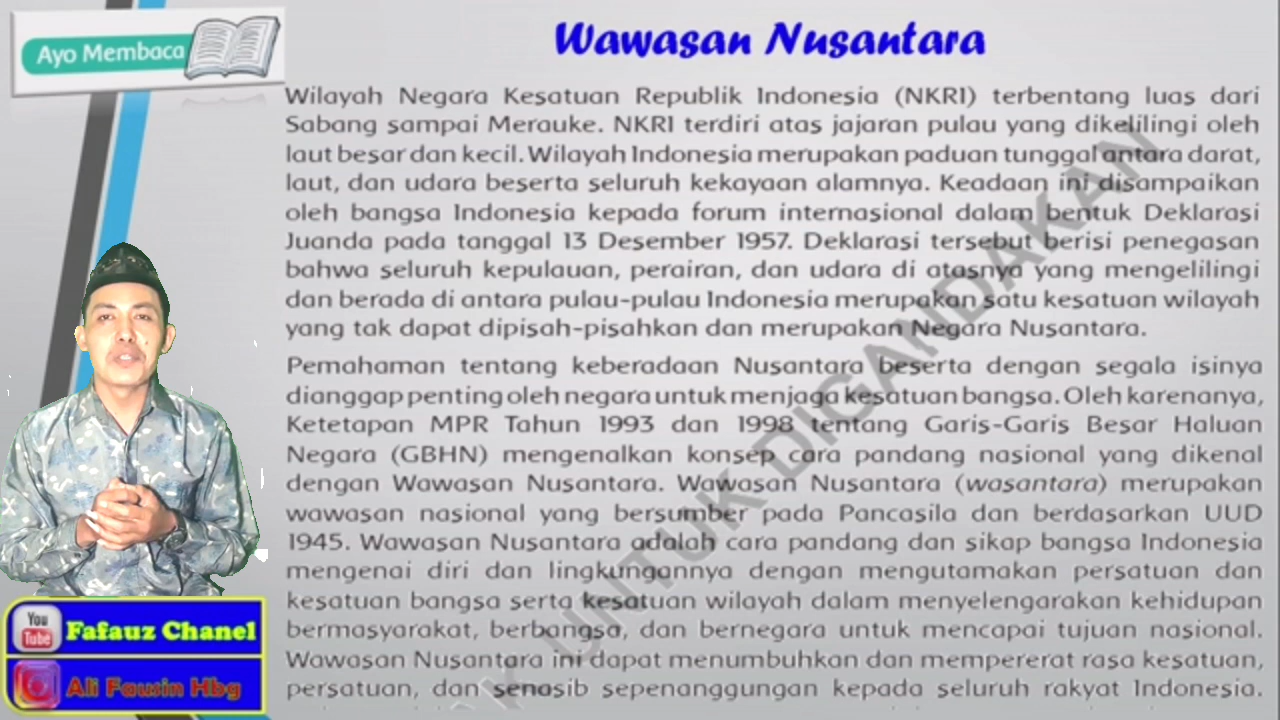 Ayo Membaca
Wawasan Nusantara
Wilayah Negara Kesatuan Republik Indonesia (NKRI) terbentang luas dari
Sabang sampai Merauke. NKRI terdiri atas jajaran pulau yang dikelilingi oleh
laut besar dan kecil. Wilayah Indonesia merupakan paduan tunggal antara darat,
laut, dan udara beserta seluruh kekayaan alamnya. Keadaan ini disampaikan
oleh bangsa Indonesia kepada forum internasional dalam bentuk Deklarasi
Juanda pada tanggal 13 Desember 1957. Deklarasi tersebut berisi penegasan
bahwa seluruh kepulauan, perairan, dan udara di atasnya yang mengelilingi
dan berada di antara pulau-pulau Indonesia merupakan satu kesatuan wilayah
yang tak dapat dipisah-pisahkan dan merupakan Negara Nusantara.
Pemahaman tentang keberadaan Nusantara beserta dengan segala isinya
dianggap penting oleh negara untuk menjaga kesatuan bangsa. Oleh karenanya,
Ketetapan MPR Tahun 1993 dan 1998 tentang Garis-Garis Besar Haluan
Negara (GBHN) mengenalkan konsep cara pandang nasional yang dikenal
dengan Wawasan Nusantara. Wawasan Nusantara (wasantara) merupakan
wawasan nasional yang bersumber pada Pancasila dan berdasarkan UUD
1945. Wawasan Nusantara adalah cara pandang dan sikap bangsa Indonesia
mengenai diri dan lingkungannya dengan mengutamakan persatuan dan
kesatuan bangsa serta kesatuan wilayah dalam menyelengarakan kehidupan
bermasyaraka, berbangsa, dan bernegara untuk mencapai tujuan nasional.
Wawasan Nusantara ini dapat menumbuhkan dan mempererat rasa kesatuan,
persatuan, dan senasib sepenanggungan kepada seluruh rakyat Indonesia.
UNTUK DIGANDAKAN
You
Tube
Fafauz Chanel
Ali Fausin Hbg